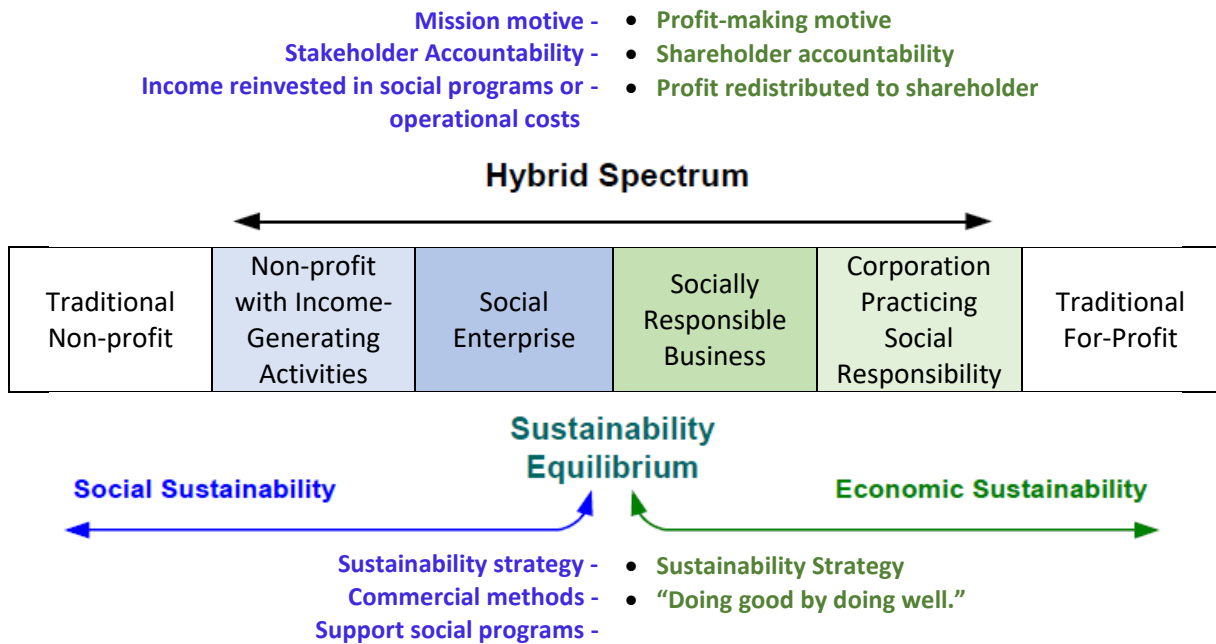 Mission motive -
Stakeholder Accountability -
Income reinvested in social programs or -
operational costs
• Profit-making motive
• Shareholder accountability
• Profit redistributed to shareholder
Hybrid Spectrum
Traditional
Non-profit
Non-profit
with Income-
Generating
Activities
Social
Enterprise
Socially
Responsible
Business
Corporation
Practicing
Social
Responsibility
Traditional
For-Profit
Sustainability
Equilibrium
Social Sustainability
Economic Sustainability
Sustainability strategy -
Commercial methods -
Support social programs -
• Sustainability Strategy
• “Doing good by doing well.”